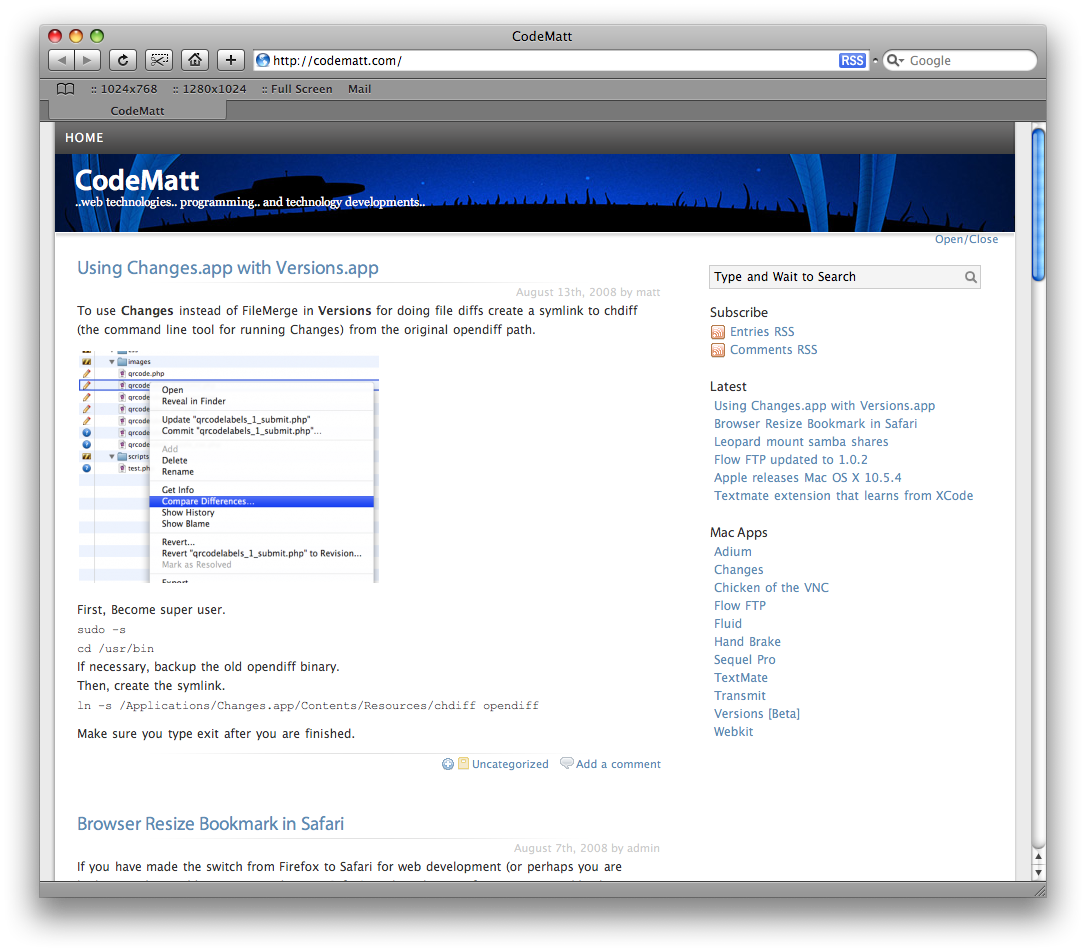 CodeMatt
http://codematt.com/
RSS
Google
:: 1024x768
:: 1280x1024
:: Full Screen
Mail
CodeMatt
HOME
CodeMatt
..web technologies.. programming.. and technology developments..
Open/Close
Using Changes.app with Versions.app
August 13th, 2008 by matt
To use Changes instead of FileMerge in Versions for doing file diffs create a symlink to chdiff
(the command line tool for running Changes) from the original opendiff path.
images
qrcode.php
qrcode
qrcode
qrcode
qrcode
qrcode
qrcode
scripts
test.ph
Open
Reveal in Finder
Update "qrcodelabels_1_submit.php"
Commit "qrcodelabels_1_submit.php"...
Add
Delete
Rename
Get Info
Compare Differences...
Show History
Show Blame
Revert...
Revert "qrcodelabels_1_submit.php" to Revision...
Mark as Resolved
Export
First, Become super user.
sudo -s
cd /usr/bin
If necessary, backup the old opendiff binary.
Then, create the symlink.
ln -s /Applications/Changes.app/Contents/Resources/chdiff opendiff
Make sure you type exit after you are finished.
Uncategorized
Add a comment
Browser Resize Bookmark in Safari
August 7th, 2008 by admin
If you have made the switch from Firefox to Safari for web development (or perhaps you are
Type and Wait to Search
Subscribe
Entries RSS
Comments RSS
Latest
Using Changes.app with Versions.app
Browser Resize Bookmark in Safari
Leopard mount samba shares
Flow FTP updated to 1.0.2
Apple releases Mac OS X 10.5.4
Textmate extension that learns from XCode
Mac Apps
Adium
Changes
Chicken of the VNC
Flow FTP
Fluid
Hand Brake
Sequel Pro
TextMate
Transmit
Versions [Beta]
Webkit